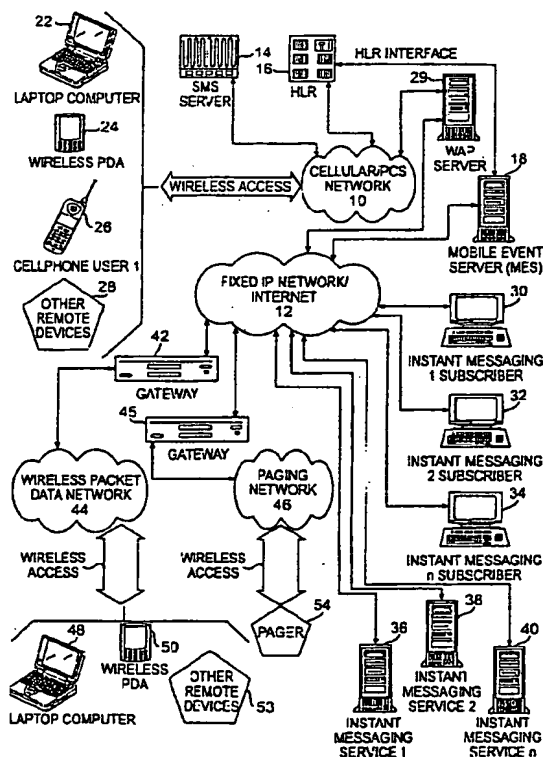 22
LAPTOP COMPUTER
24
WIRELESS PDA
26
CELLPHONE USER 1
28
OTHER
REMOTE
DEVICES
WIRELESS ACCESS
14
SMS
SERVER
16
HLR
HLR INTERFACE
29
WAP
SERVER
CELLULAR/PCS
NETWORK
10
18
MOBILE EVENT
SERVER (MES)
FIXED IP NETWORK/
INTERNET
12
30
INSTANT MESSAGING
1 SUBSCRIBER
32
INSTANT MESSAGING
2 SUBSCRIBER
34
INSTANT MESSAGING
n SUBSCRIBER
42
GATEWAY
45
GATEWAY
WIRELESS PACKET
DATA NETWORK
44
PAGING
NETWORK
46
WIRELESS
ACCESS
WIRELESS
ACCESS
48
LAPTOP COMPUTER
50
WIRELESS
PDA
OTHER
REMOTE
DEVICES
53
54
PAGER
36
INSTANT
MESSAGING
SERVICE 1
38
INSTANT
MESSAGING
SERVICE 2
40
INSTANT
MESSAGING
SERVICE n